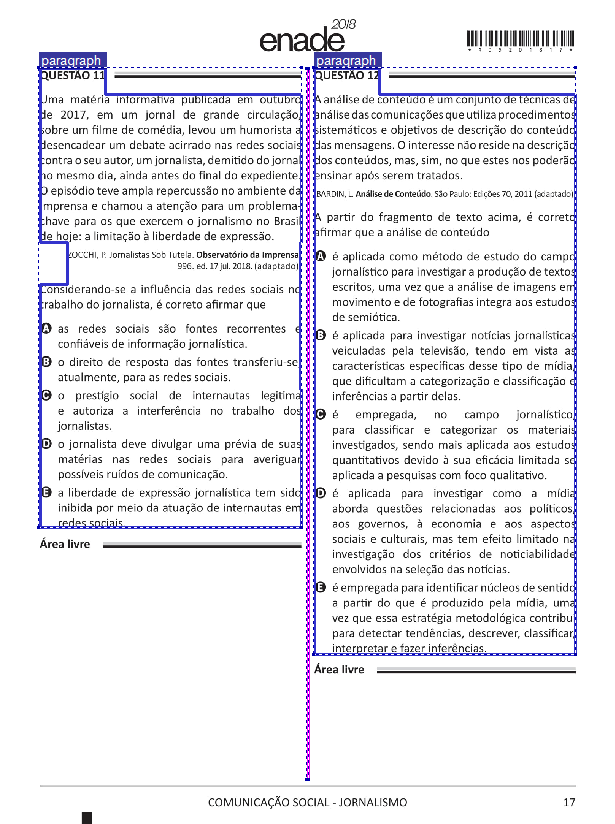 enade 2018
paragraph
QUESTÃO 11
Uma matéria informativa publicada em outubro
de 2017, em um jornal de grande circulação,
sobre um filme de comédia, levou um humorista a
desencadear um debate acirrado nas redes sociais
contra o seu autor, um jornalista, demitido do jornal
no mesmo dia, ainda antes do final do expediente.
O episódio teve ampla repercussão no ambiente da
imprensa e chamou a atenção para um problema-
chave para os que exercem o jornalismo no Brasil
de hoje: a limitação à liberdade de expressão.
ZOCCHI, P. Jornalistas Sob Tutela. Observatório da Imprensa,
996. ed. 17 jul. 2018. (adaptado)
Considerando-se a influência das redes sociais no
trabalho do jornalista, é correto afirmar que
A as redes sociais são fontes recorrentes e
confiáveis de informação jornalística.
B o direito de resposta das fontes transferiu-se,
atualmente, para as redes sociais.
C o prestígio social de internautas legitima
e autoriza a interferência no trabalho dos
jornalistas.
D o jornalista deve divulgar uma prévia de suas
matérias nas redes sociais para averiguar
possíveis ruídos de comunicação.
E a liberdade de expressão jornalística tem sido
inibida por meio da atuação de internautas em
redes sociais.
Área livre
paragraph
QUESTÃO 12
A análise de conteúdo é um conjunto de técnicas de
análise das comunicações que utiliza procedimentos
sistemáticos e objetivos de descrição do conteúdo
das mensagens. O interesse não reside na descrição
dos conteúdos, mas, sim, no que estes nos poderão
ensinar após serem tratados.
BARDIN, L. Análise de Conteúdo. São Paulo: Edições 70, 2011 (adaptado).
A partir do fragmento de texto acima, é correto
afirmar que a análise de conteúdo
A é aplicada como método de estudo do campo
jornalístico para investigar a produção de textos
escritos, uma vez que a análise de imagens em
movimento e de fotografias integra aos estudos
de semiótica.
B é aplicada para investigar notícias jornalísticas
veiculadas pela televisão, tendo em vista as
características específicas desse tipo de mídia,
que dificultam a categorização e classificação e
inferências a partir delas.
C é empregada, no campo jornalístico,
para classificar e categorizar os materiais
investigados, sendo mais aplicada aos estudos
quantitativos devido à sua eficácia limitada se
aplicada a pesquisas com foco qualitativo.
D é aplicada para investigar como a mídia
aborda questões relacionadas aos políticos,
aos governos, à economia e aos aspectos
sociais e culturais, mas tem efeito limitado na
investigação dos critérios de noticiabilidade
envolvidos na seleção das notícias.
E é empregada para identificar núcleos de sentido
a partir do que é produzido pela mídia, uma
vez que essa estratégia metodológica contribui
para detectar tendências, descrever, classificar,
interpretar e fazer inferências.
Área livre
COMUNICAÇÃO SOCIAL - JORNALISMO 17